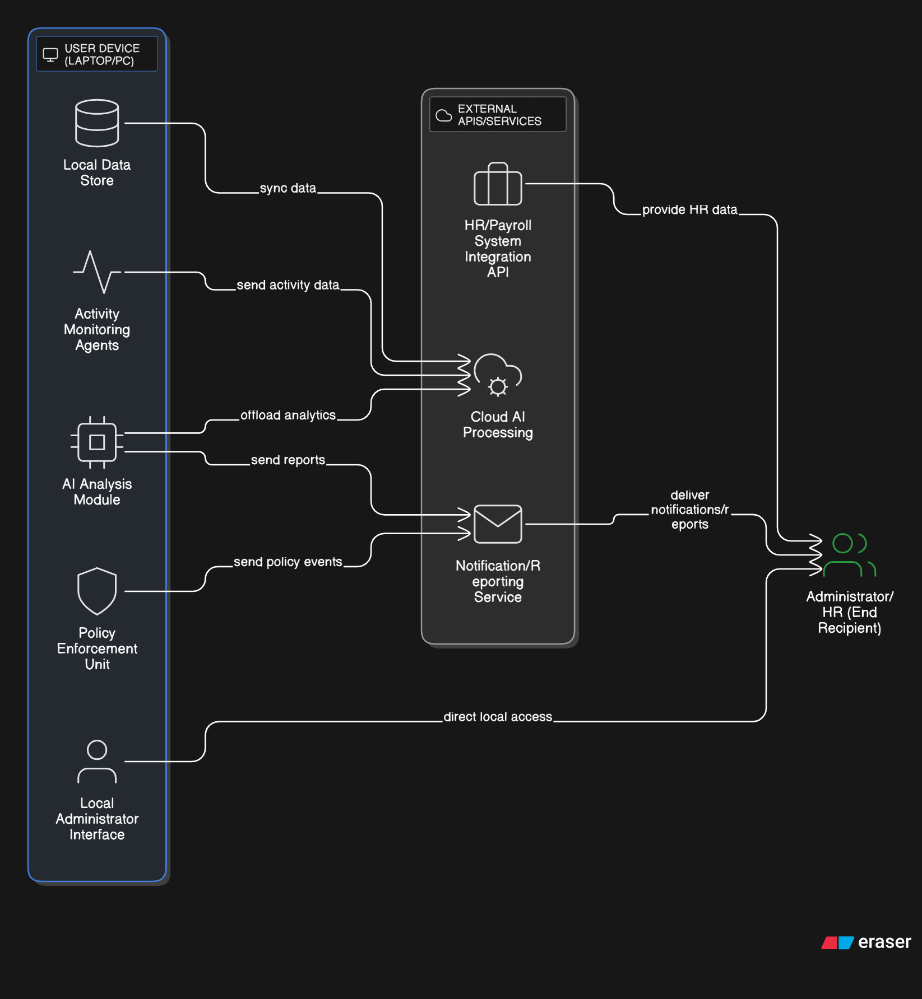 USER DEVICE
(LAPTOP/PC)
Local Data
Store
Activity
Monitoring
Agents
AI Analysis
Module
Policy
Enforcement
Unit
Local
Administrator
Interface
sync data
send activity data
offload analytics
send reports
send policy events
direct local access
EXTERNAL
APIS/SERVICES
HR/Payroll
System
Integration
API
Cloud AI
Processing
Notification/R
eporting
Service
provide HR data
deliver
notifications/r
eports
Administrator/
HR (End
Recipient)
eraser